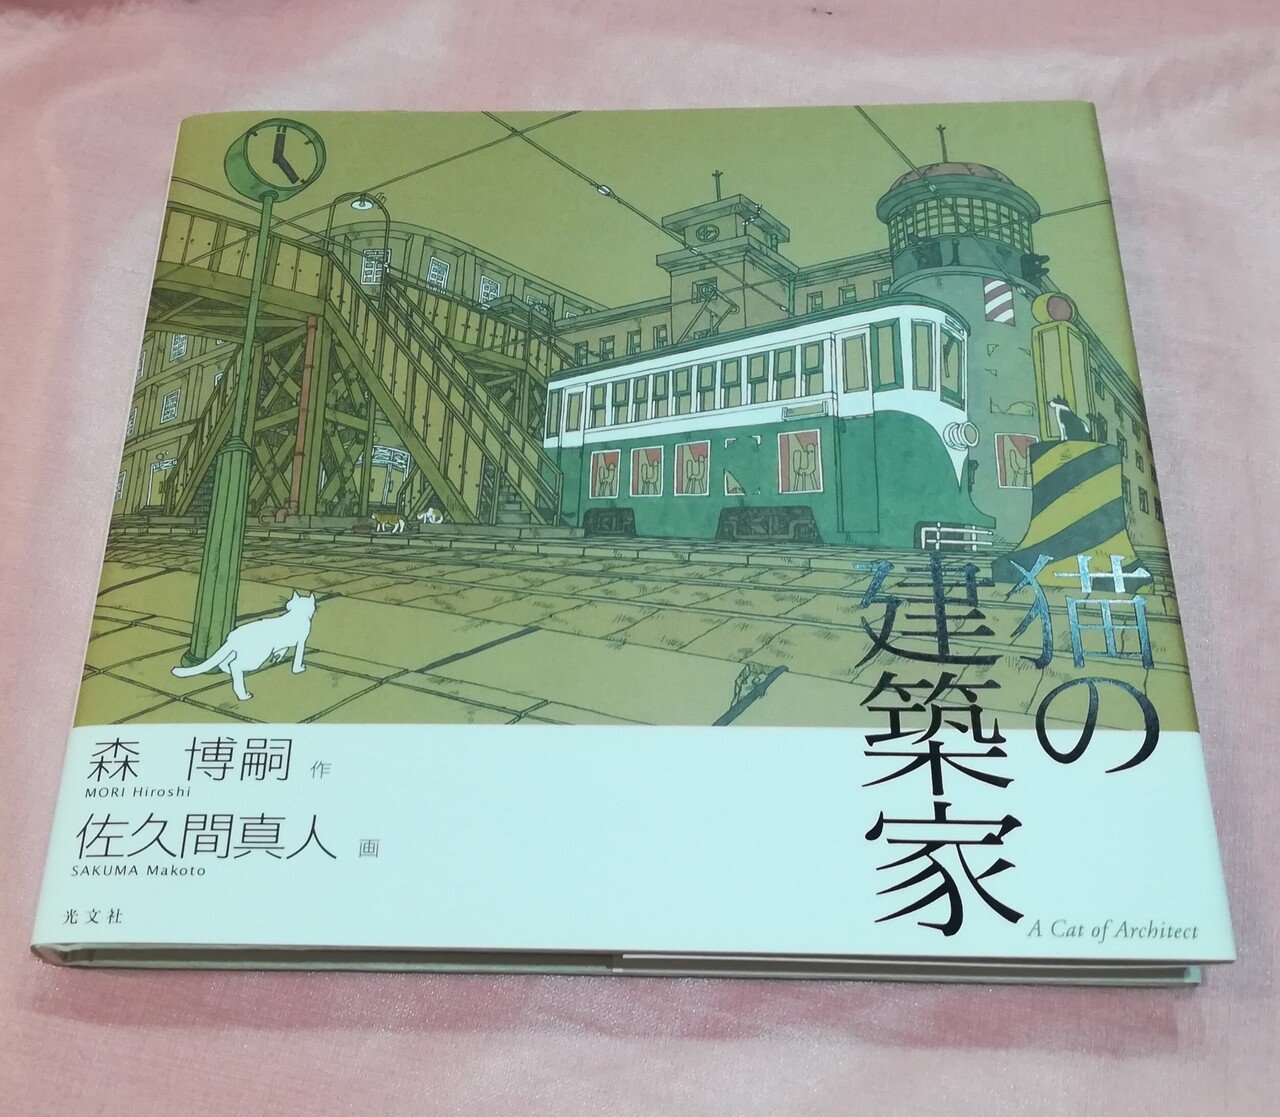 猫の
建築家
A Cat of Architect
森 博嗣 作
MORI Hiroshi
佐久間真人 画
SAKUMA Makoto
光文社